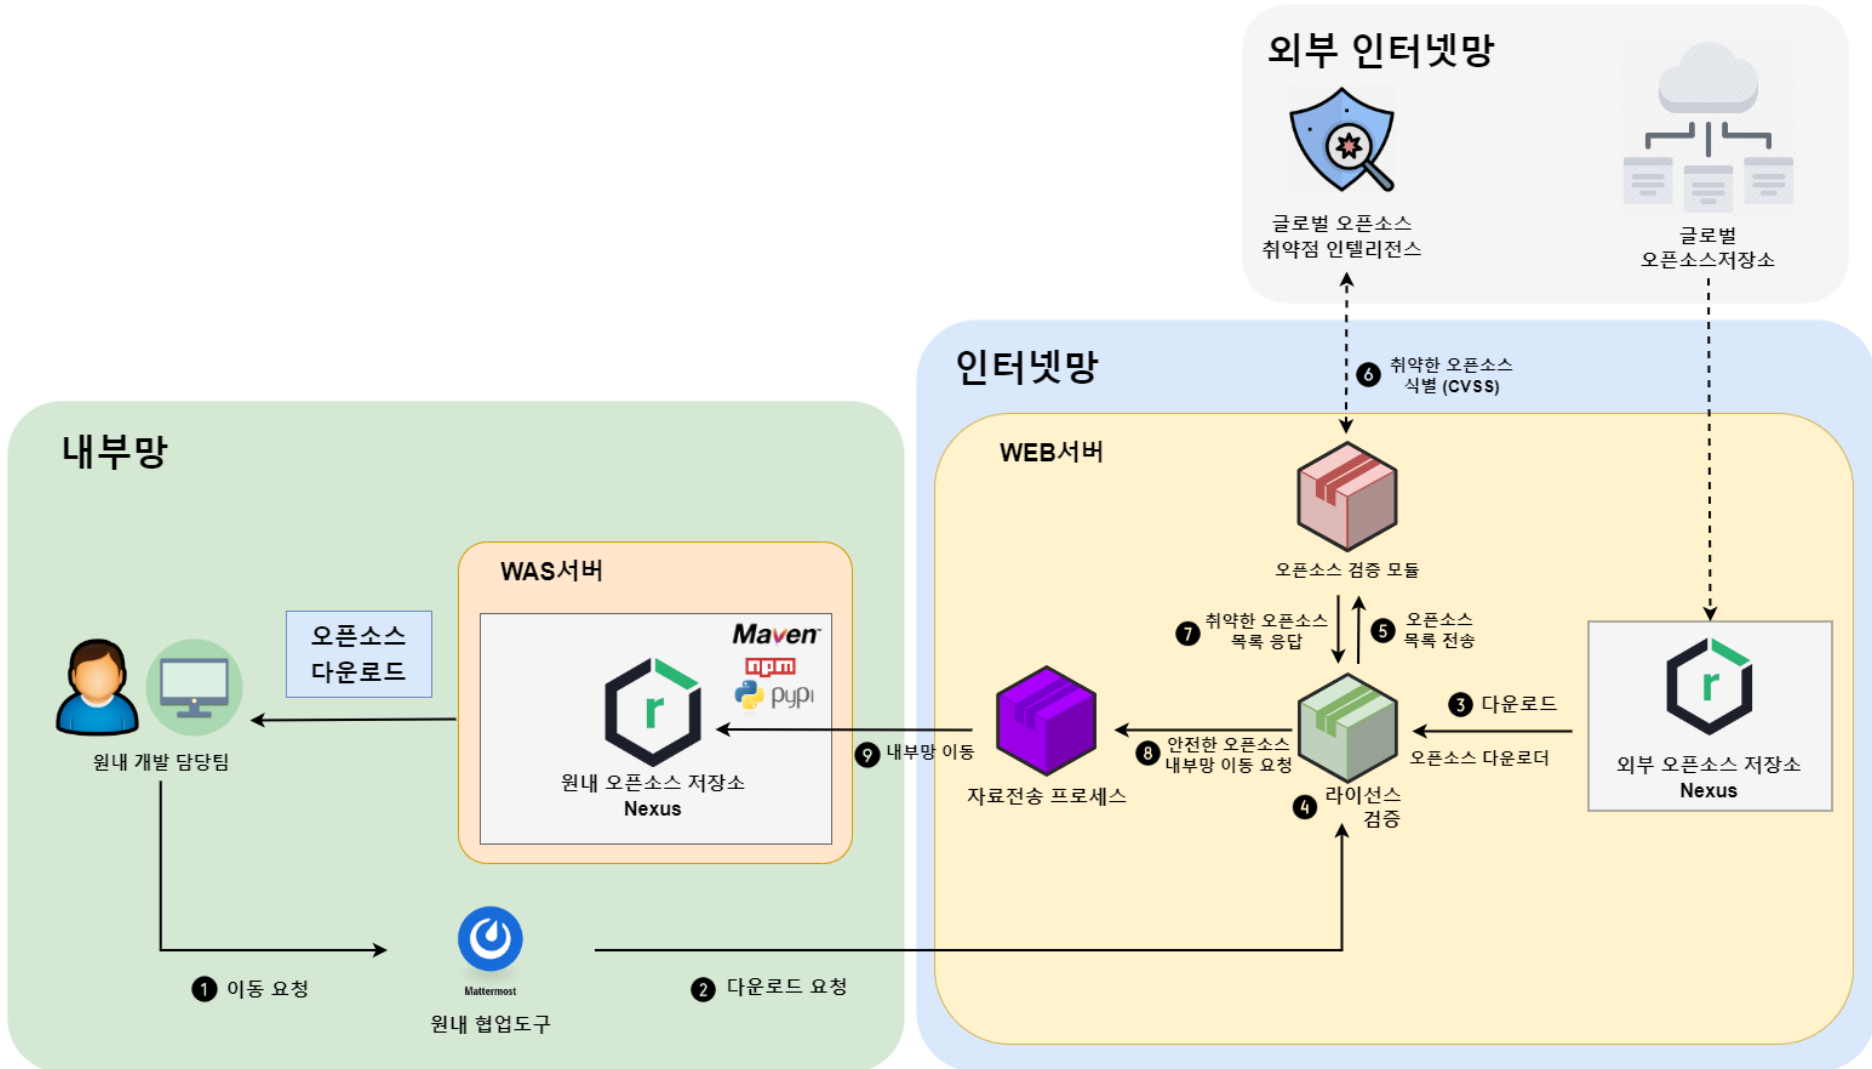 외부 인터넷망
글로벌 오픈소스
취약점 인텔리전스
글로벌
오픈소스저장소
인터넷망
6 취약한 오픈소스
식별 (CVSS)
WEB서버
오픈소스 검증 모듈
7 취약한 오픈소스
목록 응답
5 오픈소스
목록 전송
3 다운로드
오픈소스 다운로더
r
외부 오픈소스 저장소
Nexus
4 라이선스
검증
8 안전한 오픈소스
내부망 이동 요청
자료전송 프로세스
9 내부망 이동
내부망
WAS서버
Maven™
npm
pypi
r
원내 오픈소스 저장소
Nexus
오픈소스
다운로드
원내 개발 담당팀
1 이동 요청
Mattermost
원내 협업도구
2 다운로드 요청